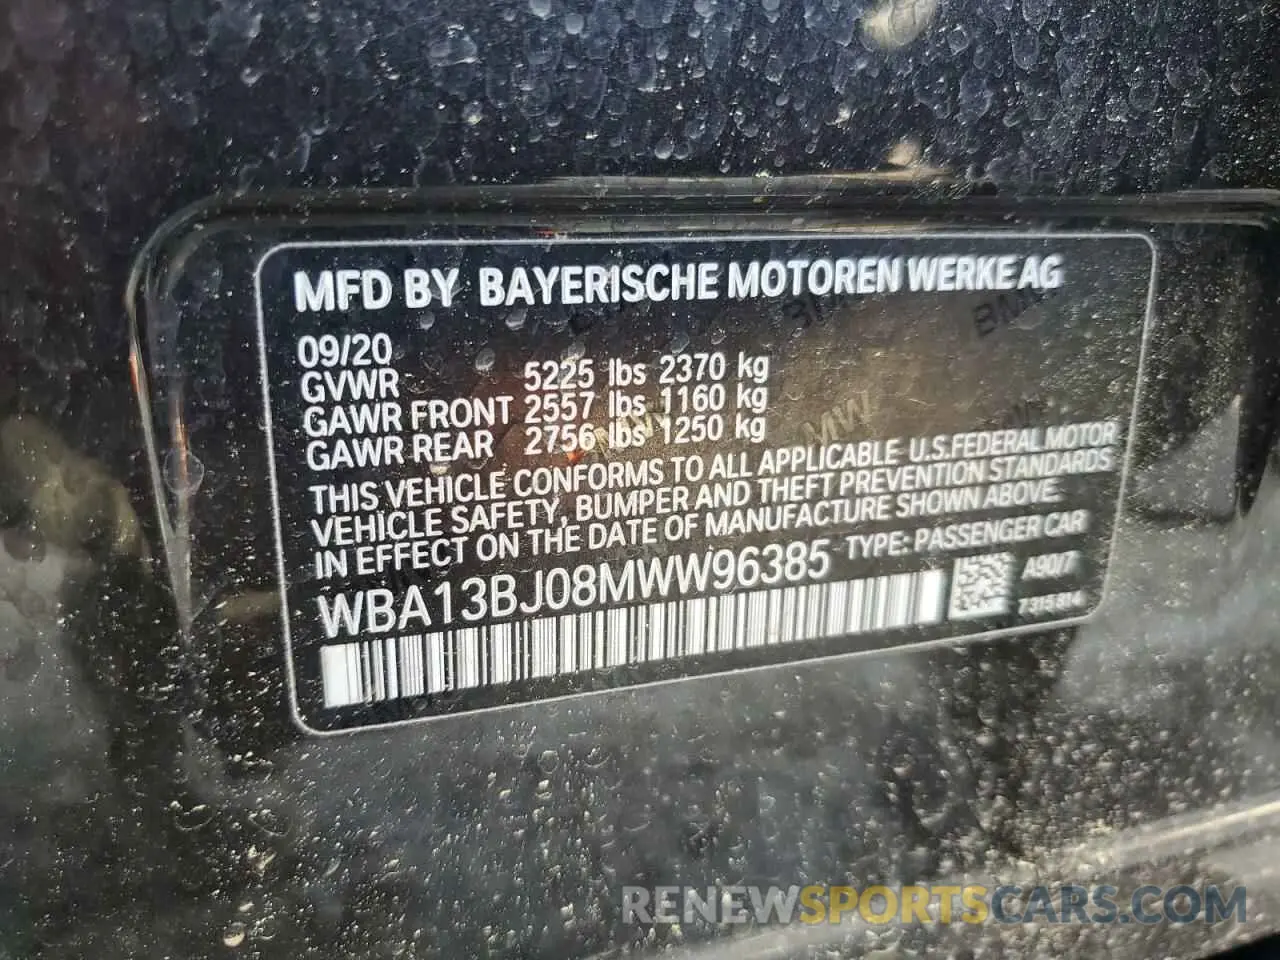 MFD BY BAYERISCHE MOTOREN WERKE AG
09/20
GVWR 5225 lbs 2370 kg
GAWR FRONT 2557 lbs 1160 kg
GAWR REAR 2756 lbs 1250 kg
THIS VEHICLE CONFORMS TO ALL APPLICABLE U.S.FEDERAL MOTOR
VEHICLE SAFETY, BUMPER AND THEFT PREVENTION STANDARDS
IN EFFECT ON THE DATE OF MANUFACTURE SHOWN ABOVE.
WBA13BJ08MWW96385 TYPE: PASSENGER CAR
A90/7
RENEWSPORTSCARS.COM